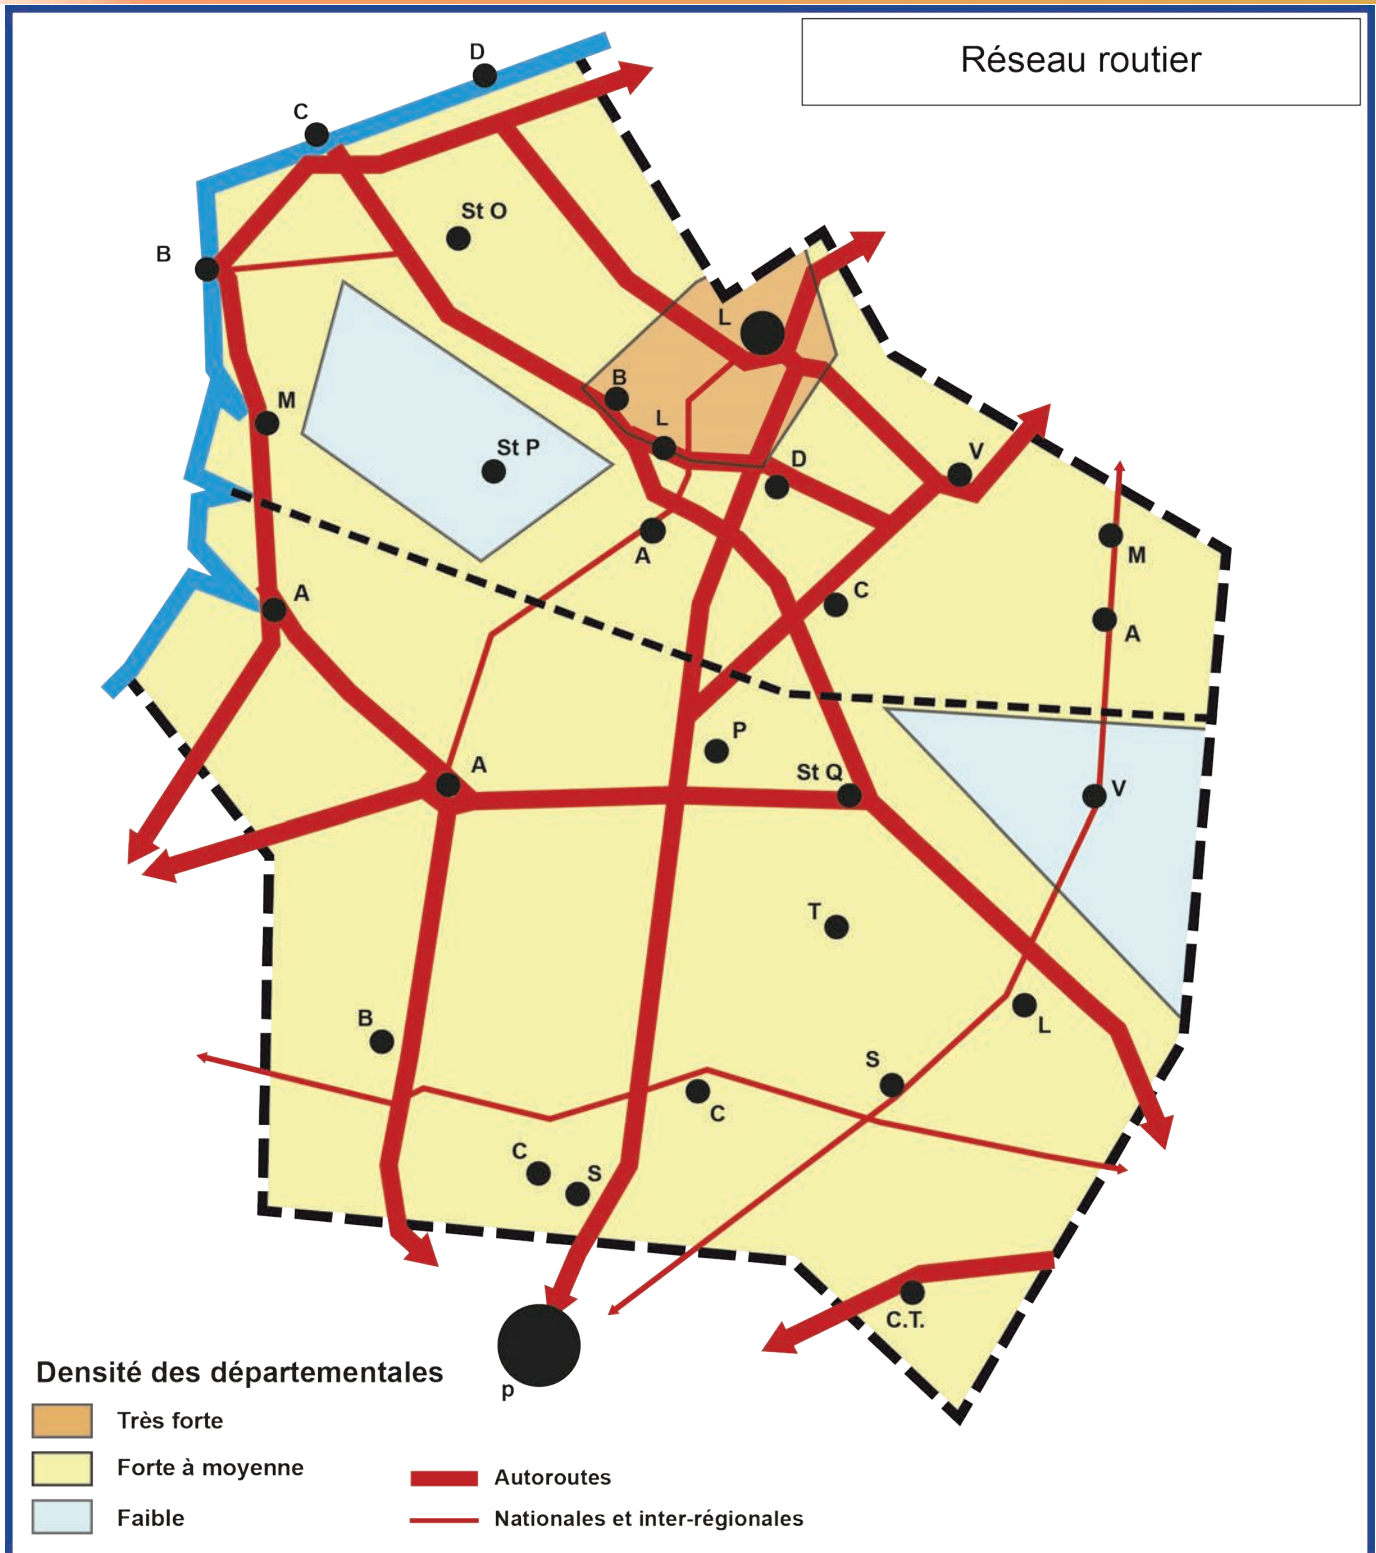 Réseau routier
D
C
St O
B
L
B
M
L
St P
D
V
A
M
C
A
A
P
A
St Q
V
T
B
L
S
C
C
S
C.T.
p
Densité des départementales
Très forte
Forte à moyenne
Faible
Autoroutes
Nationales et inter-régionales